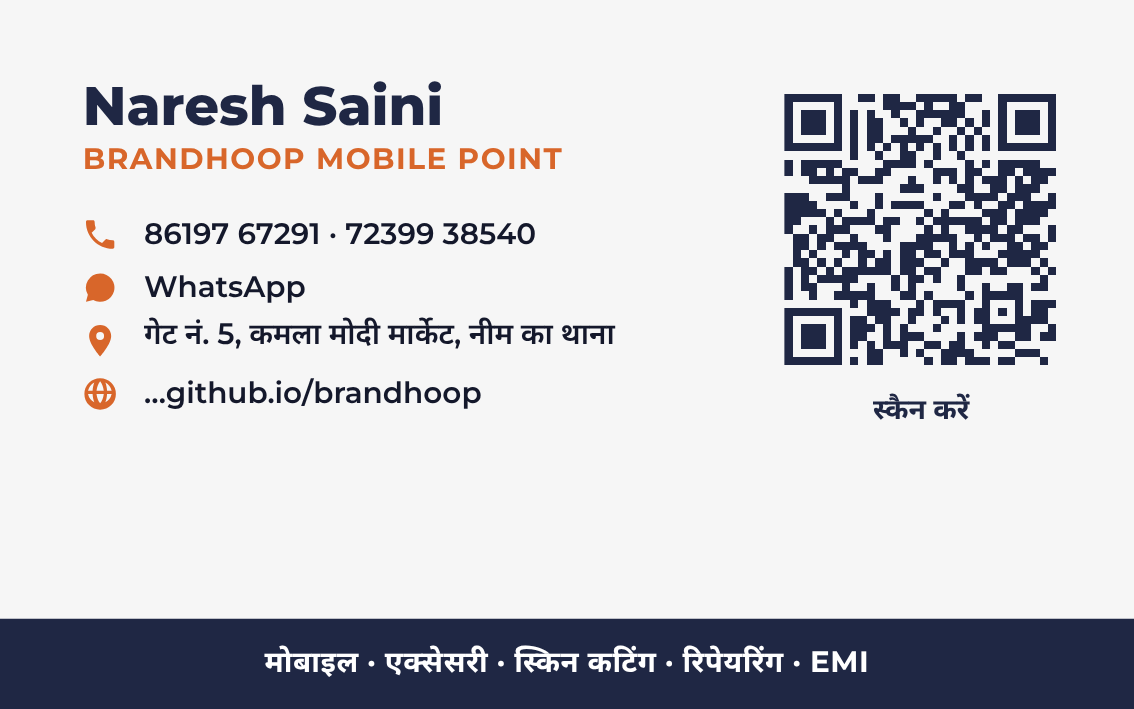 Naresh Saini
BRANDHOOP MOBILE POINT
86197 67291 · 72399 38540
WhatsApp
गेट नं. 5, कमला मोदी मार्केट, नीम का थाना
...github.io/brandhoop
स्कैन करें
मोबाइल · एक्सेसरी · स्किन कटिंग · रिपेयरिंग · EMI